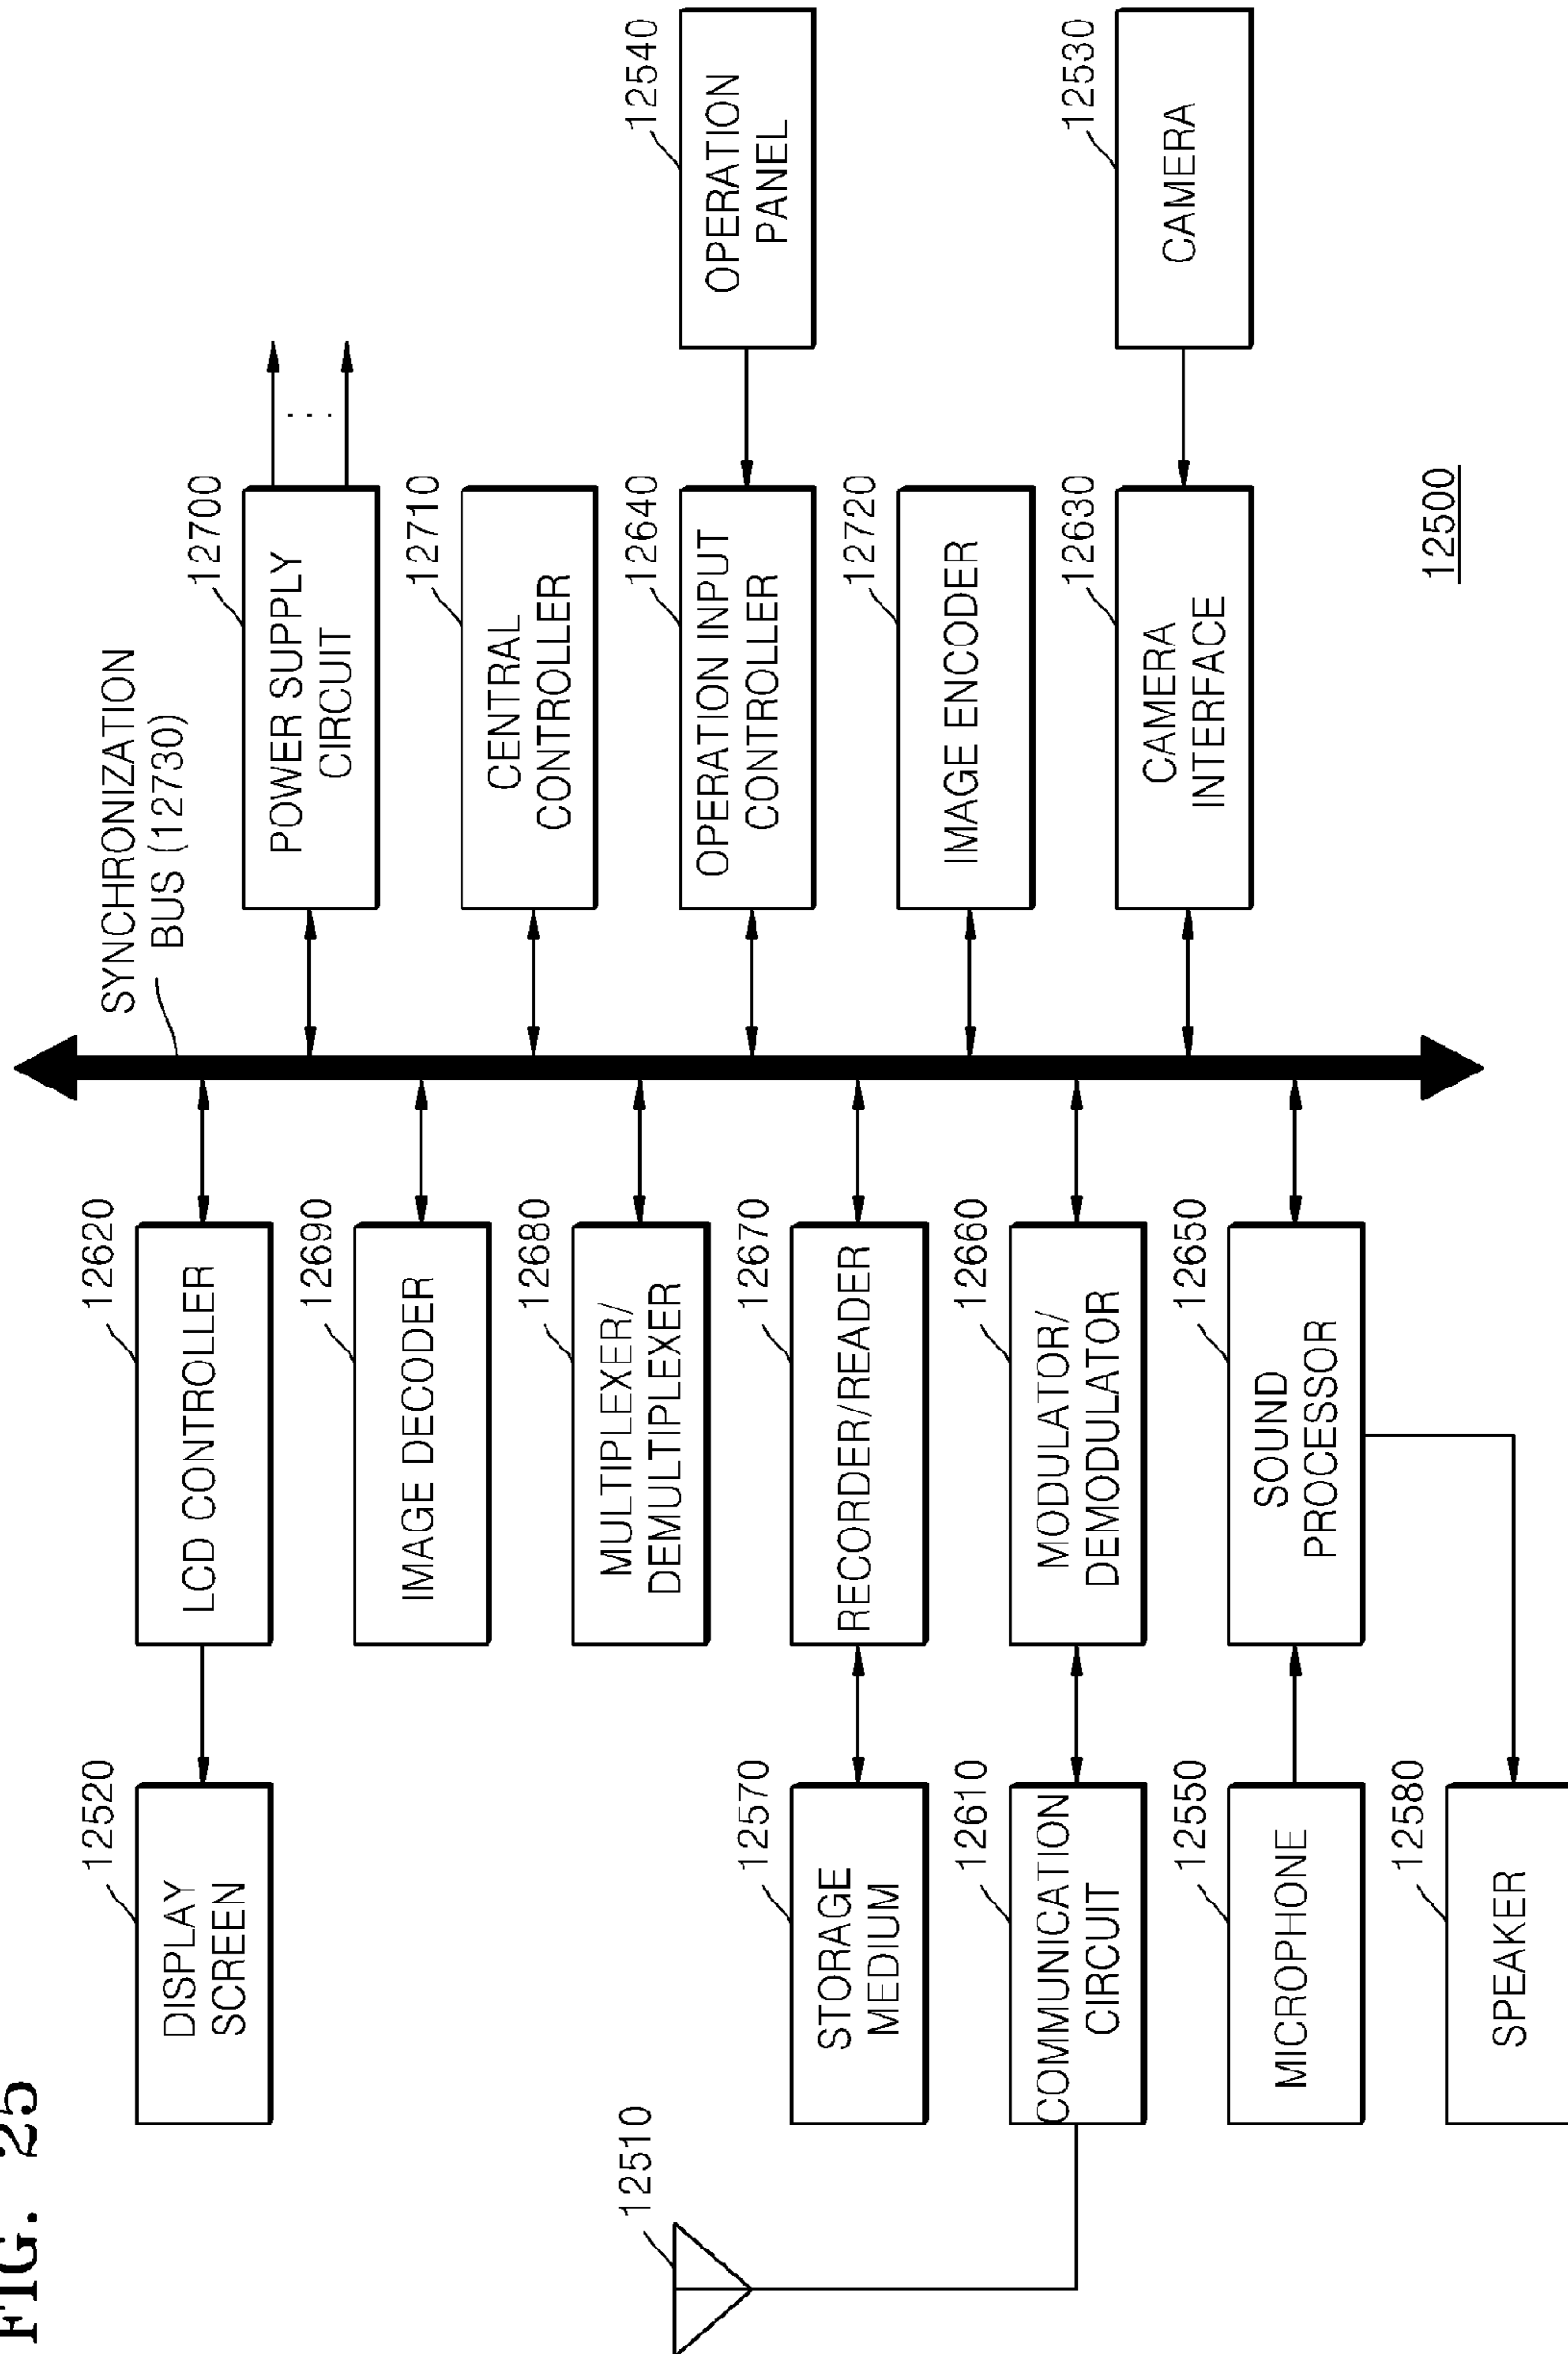 FIG. 25
12510
12520
DISPLAY
SCREEN
12570
STORAGE
MEDIUM
12610
COMMUNICATION
CIRCUIT
12550
MICROPHONE
12580
SPEAKER
12620
LCD CONTROLLER
12690
IMAGE DECODER
12680
MULTIPLEXER/
DEMULTIPLEXER
12670
RECORDER/READER
12660
MODULATOR/
DEMODULATOR
12650
SOUND
PROCESSOR
SYNCHRONIZATION
BUS (12730)
12700
POWER SUPPLY
CIRCUIT
12710
CENTRAL
CONTROLLER
12640
OPERATION INPUT
CONTROLLER
12720
IMAGE ENCODER
12630
CAMERA
INTERFACE
12540
OPERATION
PANEL
12530
CAMERA
12500